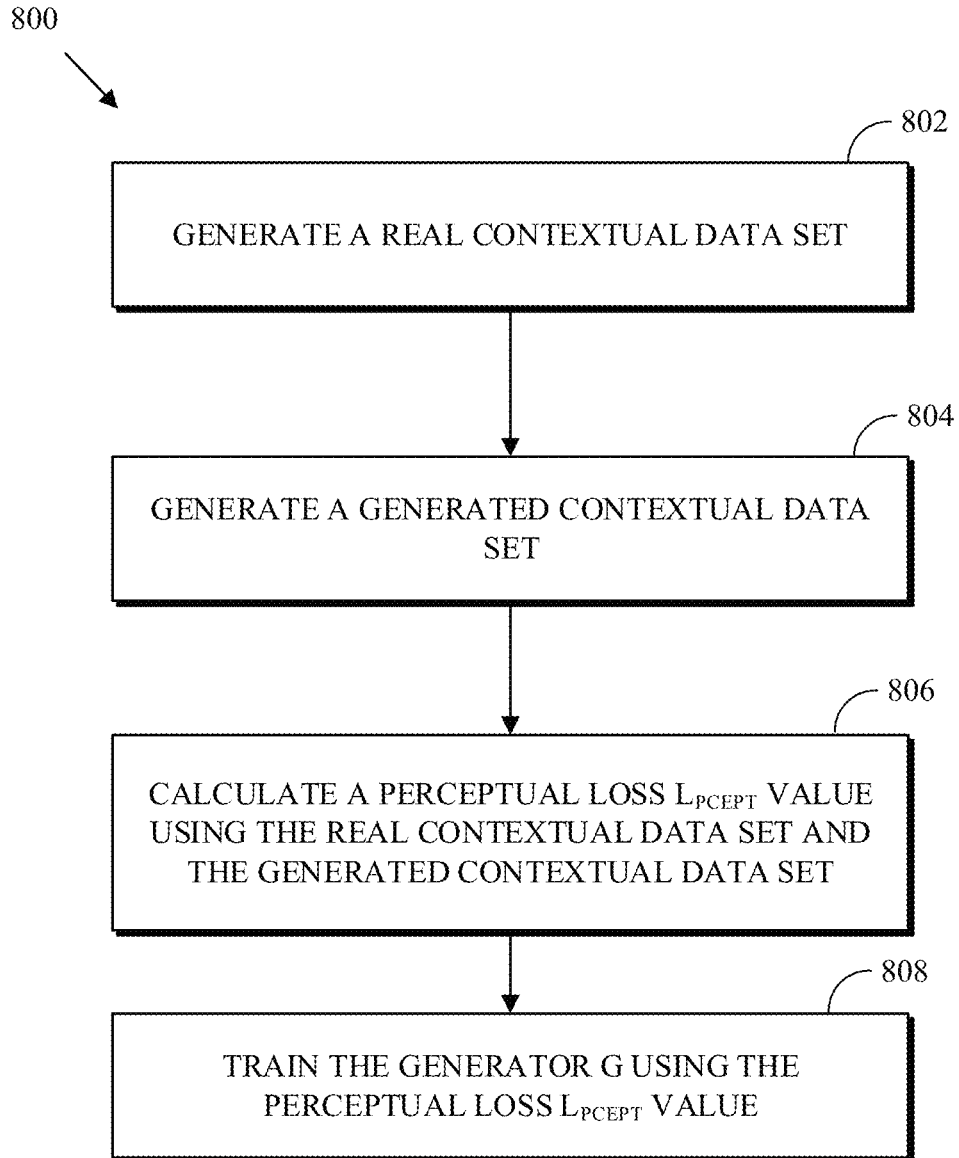 800
802
GENERATE A REAL CONTEXTUAL DATA SET
804
GENERATE A GENERATED CONTEXTUAL DATA
SET
806
CALCULATE A PERCEPTUAL LOSS L_PCEPT VALUE
USING THE REAL CONTEXTUAL DATA SET AND
THE GENERATED CONTEXTUAL DATA SET
808
TRAIN THE GENERATOR G USING THE
PERCEPTUAL LOSS L_PCEPT VALUE